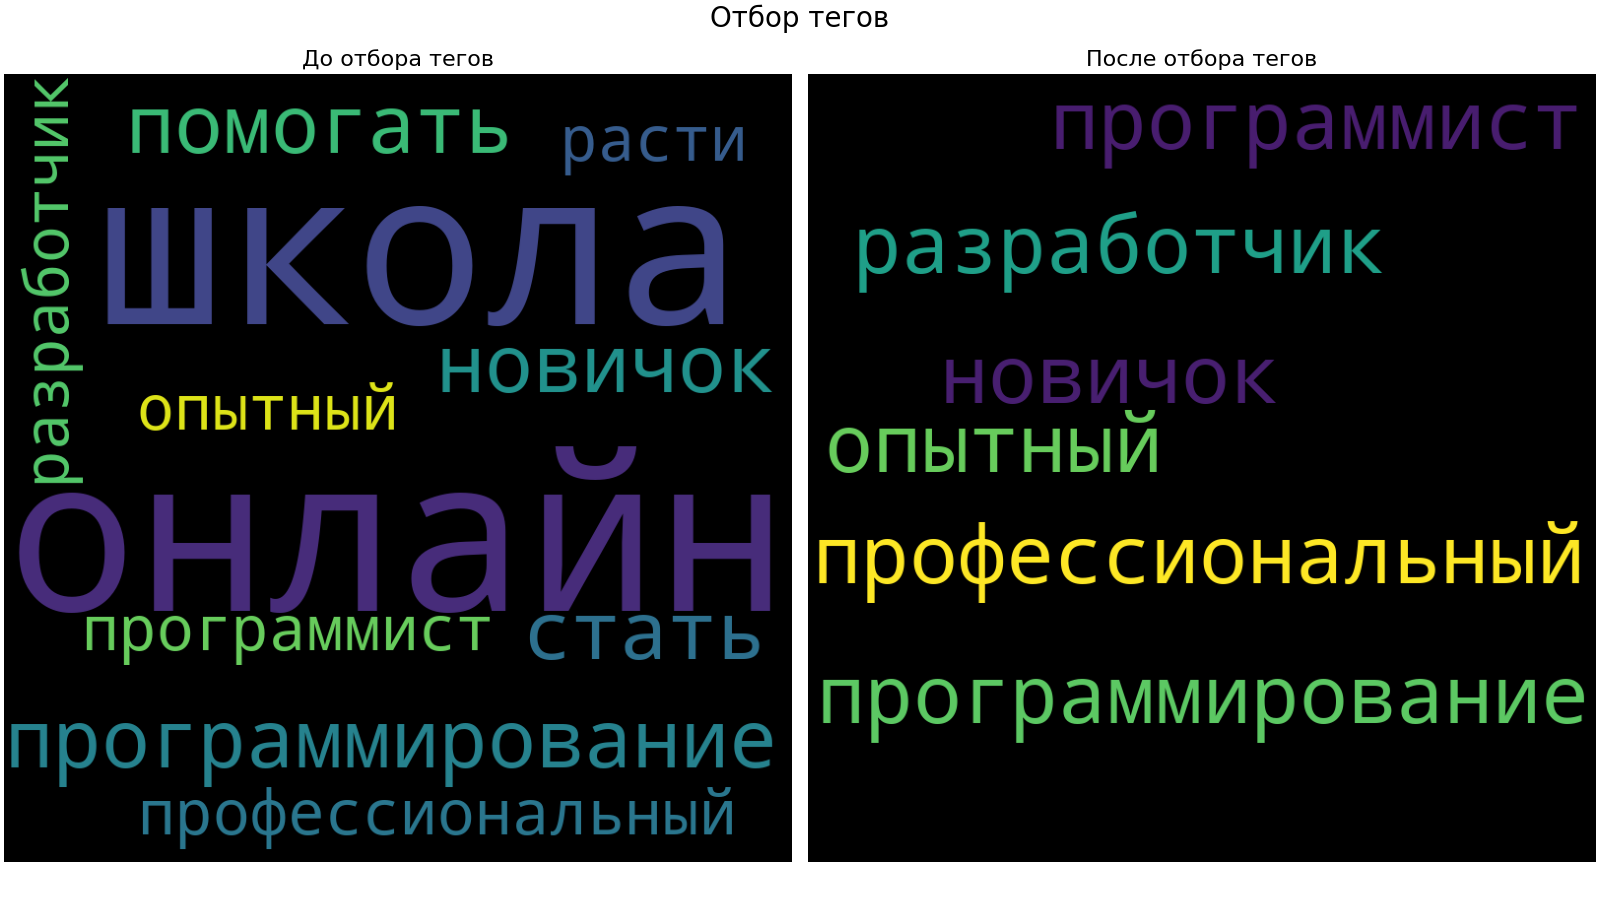 Отбор тегов
До отбора тегов
разработчик
помогать
расти
школа
новичок
опытный
онлайн
программист
стать
программирование
профессиональный
После отбора тегов
программист
разработчик
новичок
опытный
профессиональный
программирование